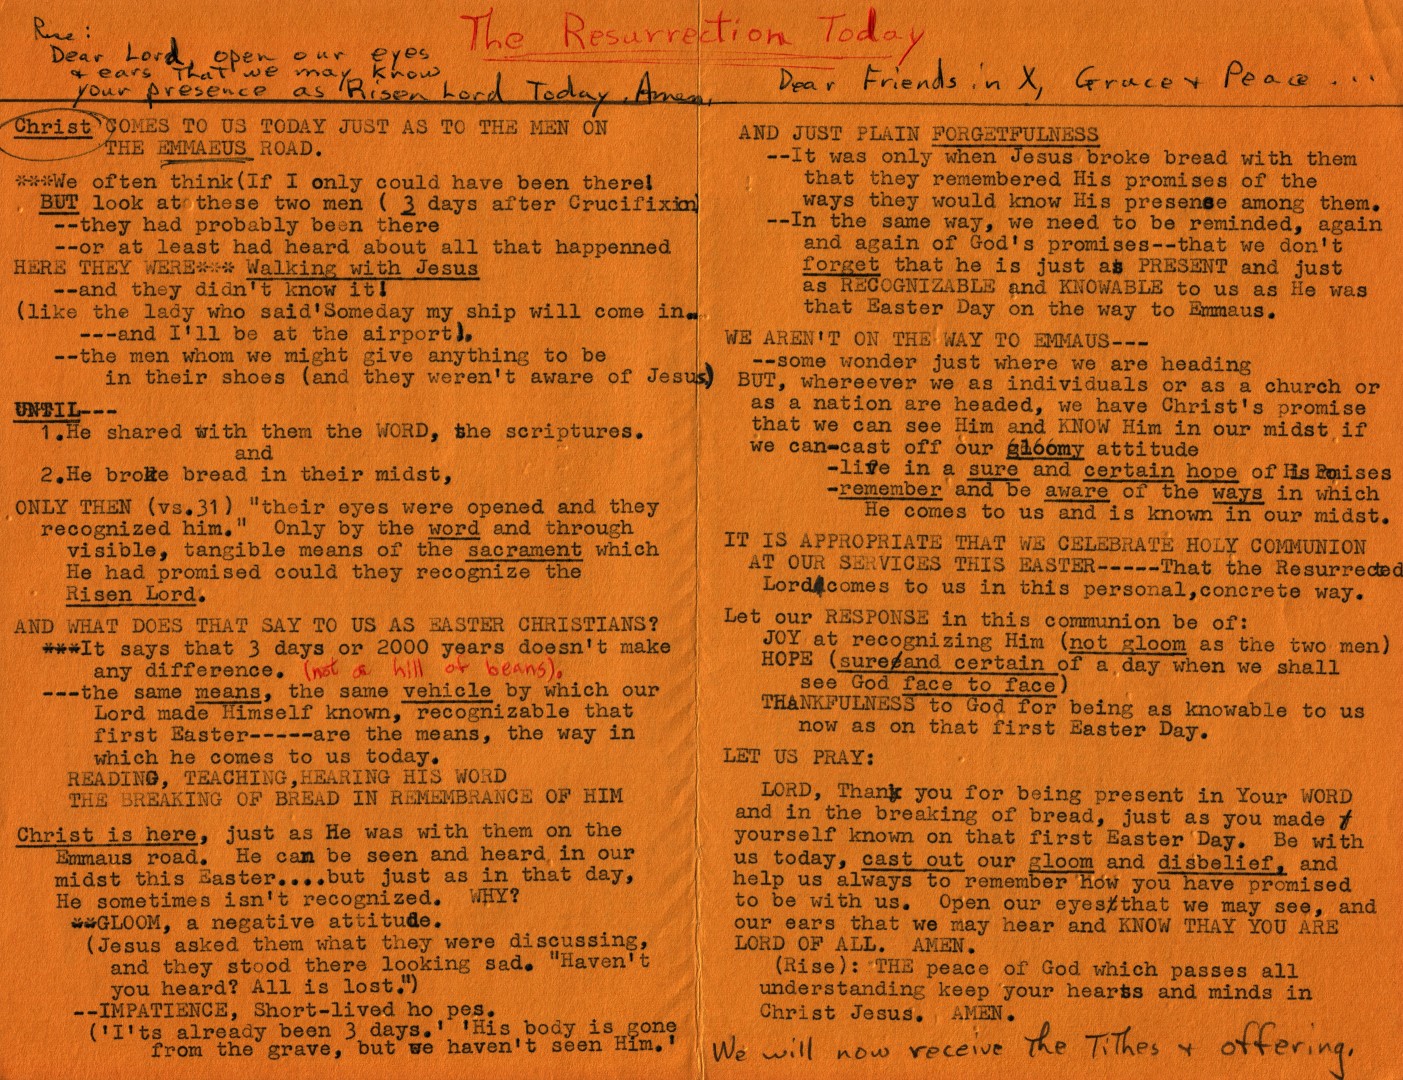 The Resurrection Today
Rise:
Dear Lord, open our eyes
& ears that we may know
your presence as Risen Lord Today. Amen.
Dear Friends in X, Grace & Peace ...
Christ COMES TO US TODAY JUST AS TO THE MEN ON
THE EMMAEUS ROAD.
***We often think(If I only could have been there!
BUT look at these two men ( 3 days after Crucifixin)
--they had probably been there
--or at least had heard about all that happenned
HERE THEY WERE*** Walking with Jesus
--and they didn't know it!
(like the lady who said'Someday my ship will come in..
---and I'll be at the airport).
--the men whom we might give anything to be
in their shoes (and they weren't aware of Jesus)
UNTIL---
1.He shared with them the WORD, the scriptures.
and
2.He broke bread in their midst,
ONLY THEN (vs.31) "their eyes were opened and they
recognized him."  Only by the word and through
visible, tangible means of the sacrament which
He had promised could they recognize the
Risen Lord.
AND WHAT DOES THAT SAY TO US AS EASTER CHRISTIANS?
***It says that 3 days or 2000 years doesn't make
any difference. (not a hill of beans).
---the same means, the same vehicle by which our
Lord made Himself known, recognizable that
first Easter-----are the means, the way in
which he comes to us today.
READING, TEACHING,HEARING HIS WORD
THE BREAKING OF BREAD IN REMEMBRANCE OF HIM
Christ is here, just as He was with them on the
Emmaus road.  He can be seen and heard in our
midst this Easter....but just as in that day,
He sometimes isn't recognized.  WHY?
**GLOOM, a negative attitude.
(Jesus asked them what they were discussing,
and they stood there looking sad. "Haven't
you heard? All is lost.")
--IMPATIENCE, Short-lived ho pes.
('I'ts already been 3 days.' 'His body is gone
from the grave, but we haven't seen Him.'
AND JUST PLAIN FORGETFULNESS
--It was only when Jesus broke bread with them
that they remembered His promises of the
ways they would know His presense among them.
--In the same way, we need to be reminded, again
and again of God's promises--that we don't
forget that he is just as PRESENT and just
as RECOGNIZABLE and KNOWABLE to us as He was
that Easter Day on the way to Emmaus.
WE AREN'T ON THE WAY TO EMMAUS---
--some wonder just where we are heading
BUT, whereever we as individuals or as a church or
as a nation are headed, we have Christ's promise
that we can see Him and KNOW Him in our midst if
we can-cast off our gloomy attitude
-live in a sure and certain hope of His Promises
-remember and be aware of the ways in which
He comes to us and is known in our midst.
IT IS APPROPRIATE THAT WE CELEBRATE HOLY COMMUNION
AT OUR SERVICES THIS EASTER-----That the Resurrected
Lord comes to us in this personal,concrete way.
Let our RESPONSE in this communion be of:
JOY at recognizing Him (not gloom as the two men)
HOPE (sure and certain of a day when we shall
see God face to face)
THANKFULNESS to God for being as knowable to us
now as on that first Easter Day.
LET US PRAY:
LORD, Thank you for being present in Your WORD
and in the breaking of bread, just as you made
yourself known on that first Easter Day.  Be with
us today, cast out our gloom and disbelief, and
help us always to remember how you have promised
to be with us.  Open our eyes that we may see, and
our ears that we may hear and KNOW THAY YOU ARE
LORD OF ALL.  AMEN.
(Rise): THE peace of God which passes all
understanding keep your hearts and minds in
Christ Jesus.  AMEN.
We will now receive the Tithes & offering.